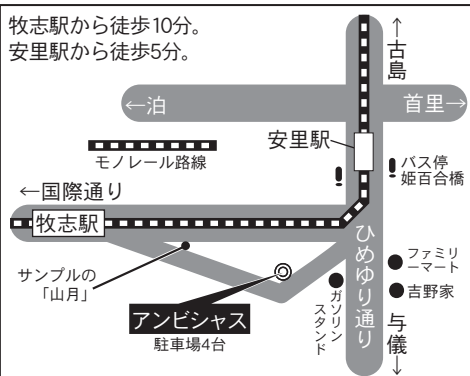 牧志駅から徒歩10分。
安里駅から徒歩5分。
←古島
←泊
首里→
安里駅
モノレール路線
バス停
姫百合橋
←国際通り
牧志駅
ひめゆり通り
サンプルの
「山月」
ファミリ
ーマート
吉野家
アンビシャス
駐車場4台
ガソリン
スタンド
与儀→